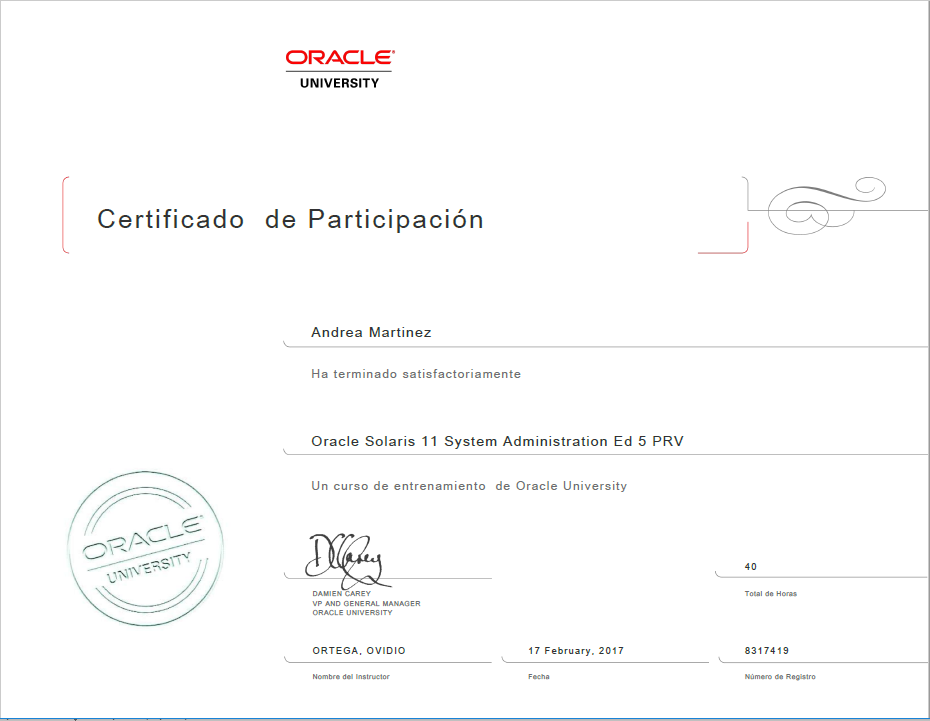 ORACLE
UNIVERSITY
Certificado de Participación
Andrea Martinez
Ha terminado satisfactoriamente
Oracle Solaris 11 System Administration Ed 5 PRV
Un curso de entrenamiento de Oracle University
ORACLE
UNIVERSITY
DCarey
40
DAMIEN CAREY
VP AND GENERAL MANAGER
ORACLE UNIVERSITY
Total de Horas
ORTEGA, OVIDIO
17 February, 2017
8317419
Nombre del Instructor
Fecha
Número de Registro